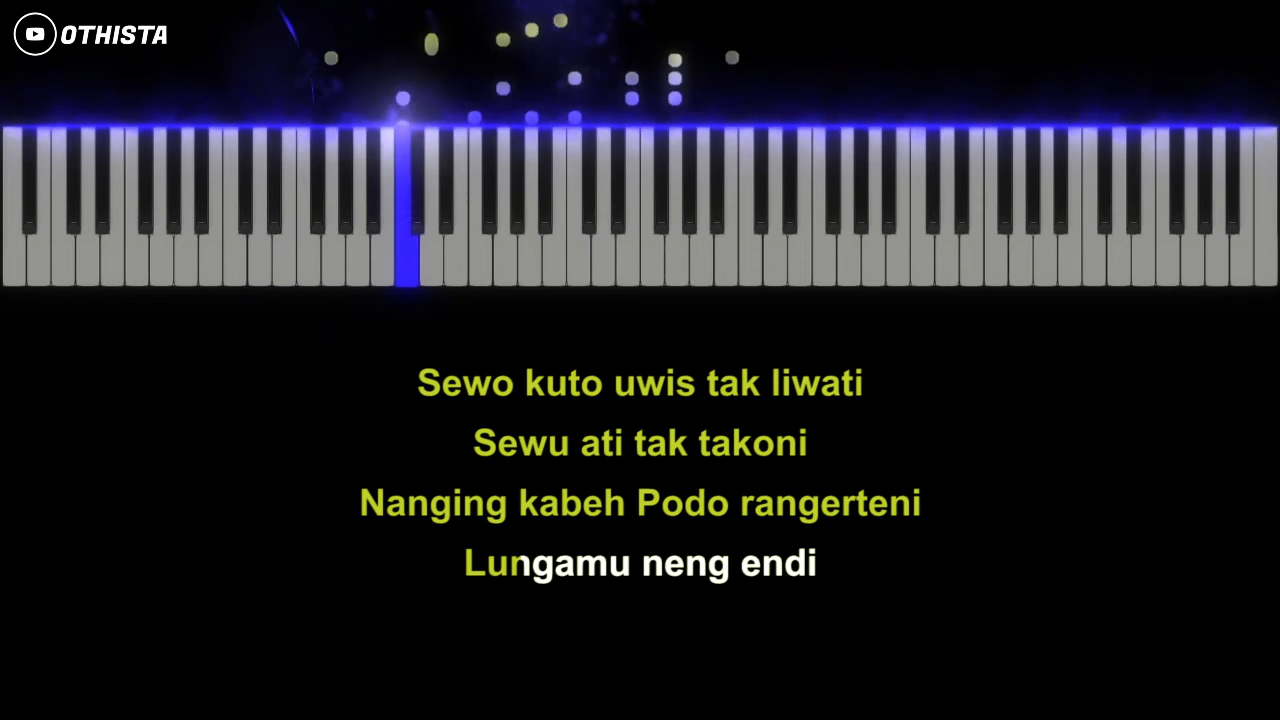 OTHISTA
Sewo kuto uwis tak liwati
Sewu ati tak takoni
Nanging kabeh Podo rangerteni
Lungamu neng endi